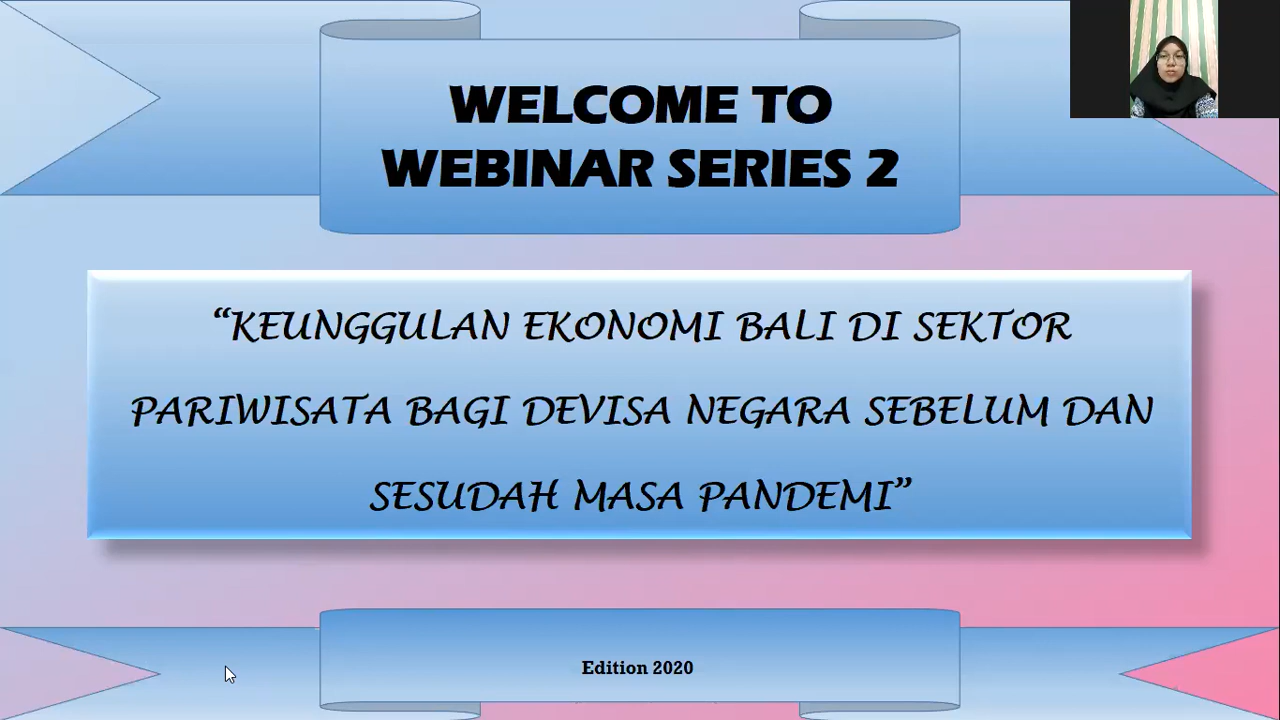 WELCOME TO
WEBINAR SERIES 2
“KEUNGGULAN EKONOMI BALI DI SEKTOR
PARIWISATA BAGI DEVISA NEGARA SEBELUM DAN
SESUDAH MASA PANDEMI”
Edition 2020